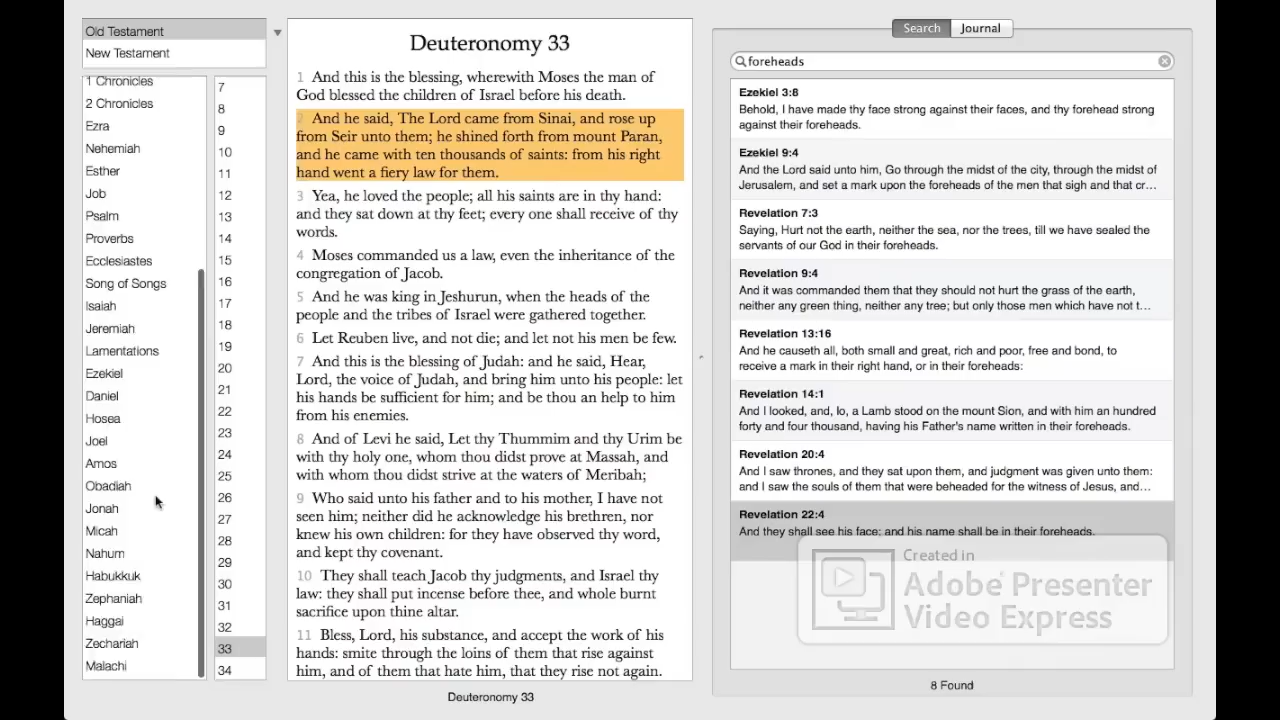 Old Testament
New Testament
1 Chronicles
2 Chronicles
Ezra
Nehemiah
Esther
Job
Psalm
Proverbs
Ecclesiastes
Song of Songs
Isaiah
Jeremiah
Lamentations
Ezekiel
Daniel
Hosea
Joel
Amos
Obadiah
Jonah
Micah
Nahum
Habukkuk
Zephaniah
Haggai
Zechariah
Malachi
7
8
9
10
11
12
13
14
15
16
17
18
19
20
21
22
23
24
25
26
27
28
29
30
31
32
33
34
Deuteronomy 33
1 And this is the blessing, wherewith Moses the man of
God blessed the children of Israel before his death.
2 And he said, The Lord came from Sinai, and rose up
from Seir unto them; he shined forth from mount Paran,
and he came with ten thousands of saints: from his right
hand went a fiery law for them.
3 Yea, he loved the people; all his saints are in thy hand:
and they sat down at thy feet; every one shall receive of thy
words.
4 Moses commanded us a law, even the inheritance of the
congregation of Jacob.
5 And he was king in Jeshurun, when the heads of the
people and the tribes of Israel were gathered together.
6 Let Reuben live, and not die; and let not his men be few.
7 And this is the blessing of Judah: and he said, Hear,
Lord, the voice of Judah, and bring him unto his people: let
his hands be sufficient for him; and be thou an help to him
from his enemies.
8 And of Levi he said, Let thy Thummim and thy Urim be
with thy holy one, whom thou didst prove at Massah, and
with whom thou didst strive at the waters of Meribah;
9 Who said unto his father and to his mother, I have not
seen him; neither did he acknowledge his brethren, nor
knew his own children: for they have observed thy word,
and kept thy covenant.
10 They shall teach Jacob thy judgments, and Israel thy
law: they shall put incense before thee, and whole burnt
sacrifice upon thine altar.
11 Bless, Lord, his substance, and accept the work of his
hands: smite through the loins of them that rise against
him, and of them that hate him, that they rise not again.
Deuteronomy 33
Search Journal
foreheads
Ezekiel 3:8
Behold, I have made thy face strong against their faces, and thy forehead strong
against their foreheads.
Ezekiel 9:4
And the Lord said unto him, Go through the midst of the city, through the midst of
Jerusalem, and set a mark upon the foreheads of the men that sigh and that cr...
Revelation 7:3
Saying, Hurt not the earth, neither the sea, nor the trees, till we have sealed the
servants of our God in their foreheads.
Revelation 9:4
And it was commanded them that they should not hurt the grass of the earth,
neither any green thing, neither any tree; but only those men which have not t...
Revelation 13:16
And he causeth all, both small and great, rich and poor, free and bond, to
receive a mark in their right hand, or in their foreheads:
Revelation 14:1
And I looked, and, lo, a Lamb stood on the mount Sion, and with him an hundred
forty and four thousand, having his Father's name written in their foreheads.
Revelation 20:4
And I saw thrones, and they sat upon them, and judgment was given unto them:
and I saw the souls of them that were beheaded for the witness of Jesus, and...
Revelation 22:4
And they shall see his face; and his name shall be in their foreheads.
Created in
Adobe Presenter
Video Express
8 Found